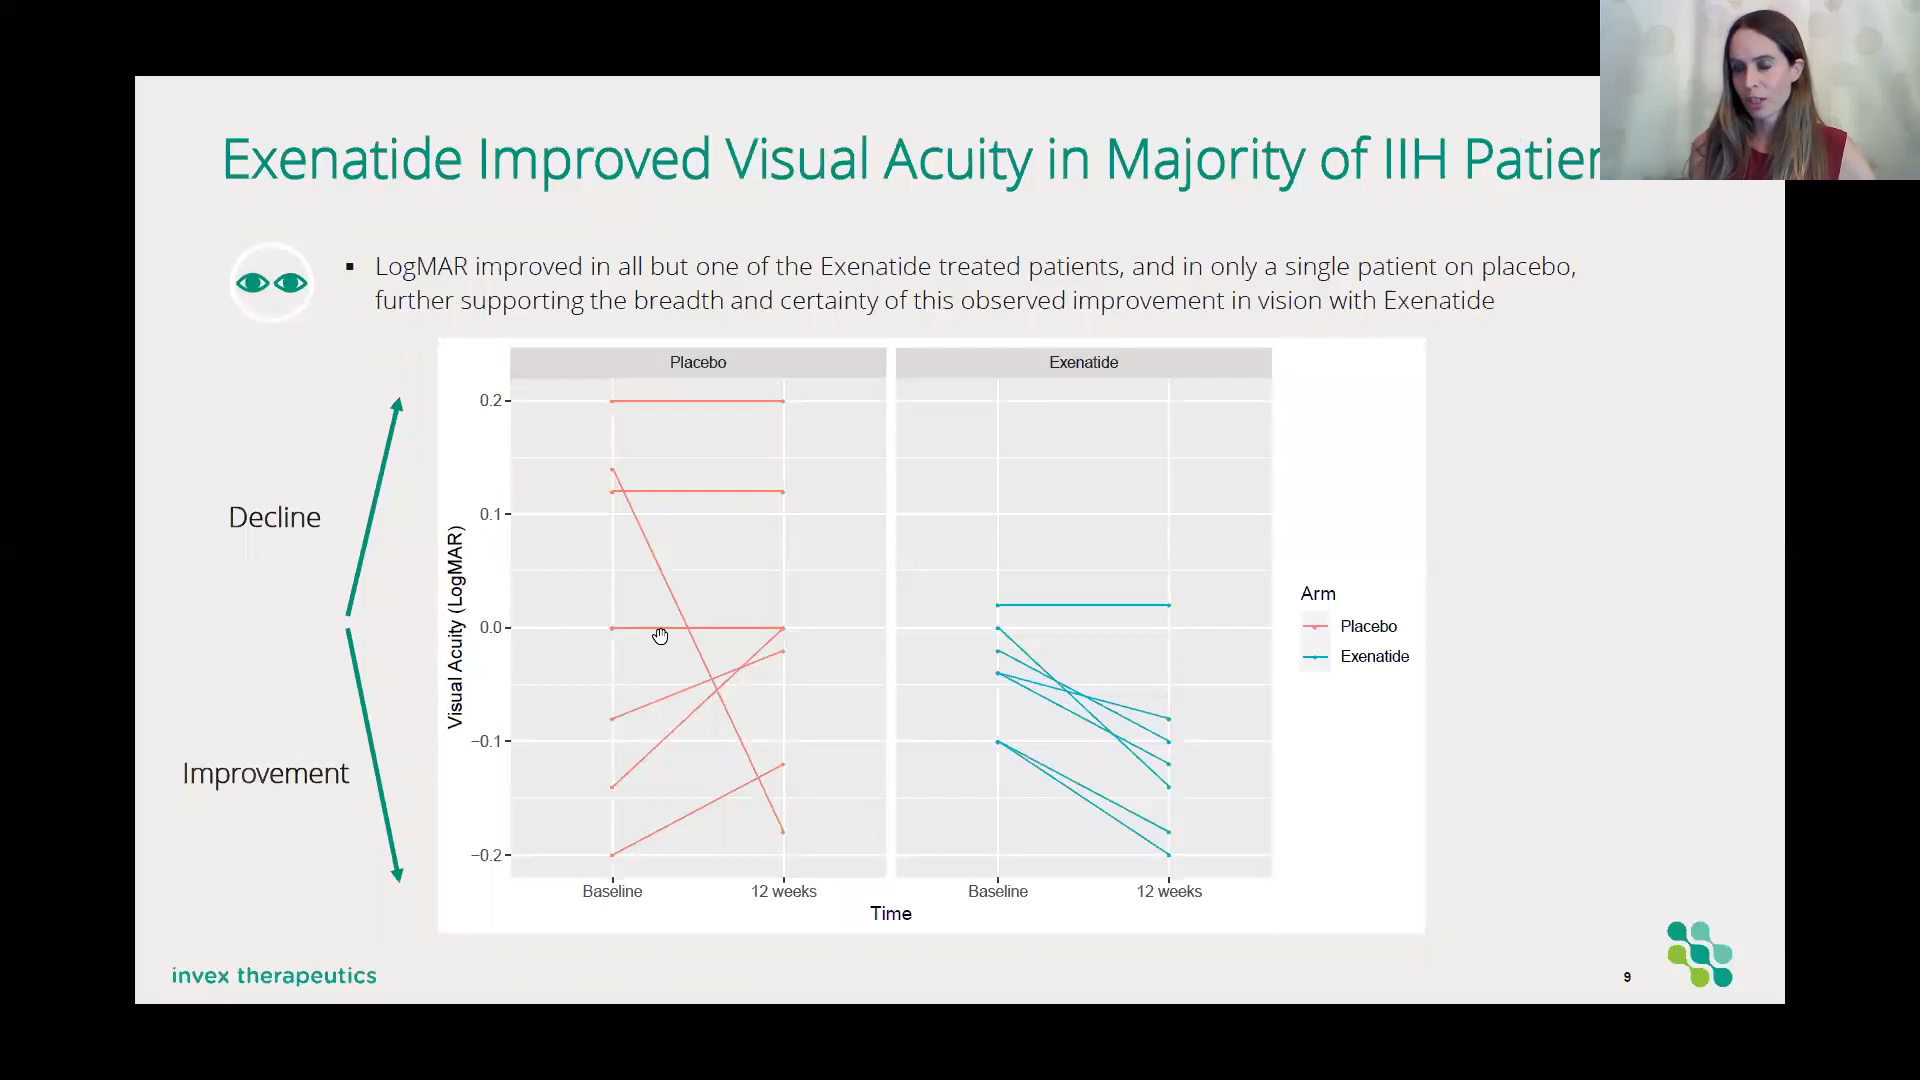 Exenatide Improved Visual Acuity in Majority of IIH
▪ LogMAR improved in all but one of the Exenatide treated patients, and in only a single patient on placebo,
further supporting the breadth and certainty of this observed improvement in vision with Exenatide
Placebo
Exenatide
Decline
Improvement
Visual Acuity (LogMAR)
0.2
0.1
0.0
−0.1
−0.2
Baseline
12 weeks
Baseline
12 weeks
Time
Arm
Placebo
Exenatide
invex therapeutics
9